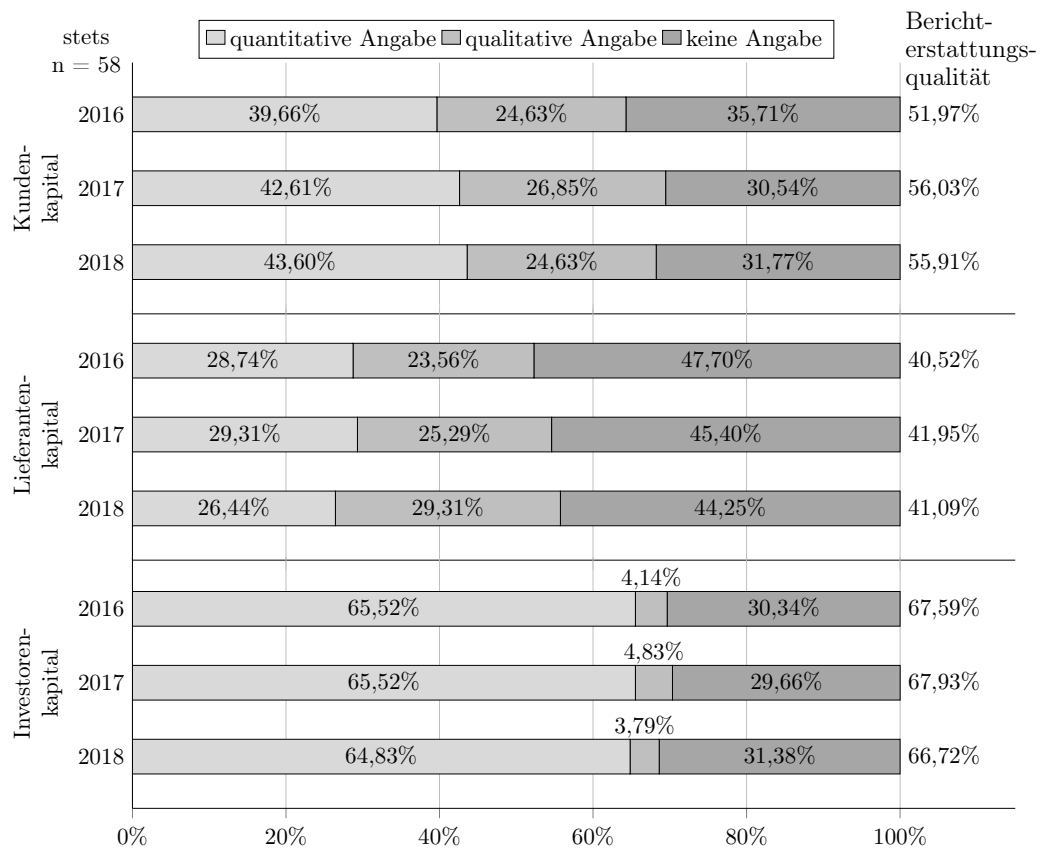 stets
n = 58
quantitative Angabe qualitative Angabe keine Angabe
Bericht-
erstattungs-
qualität
Kunden-
kapital
2016 39,66% 24,63% 35,71% 51,97%
2017 42,61% 26,85% 30,54% 56,03%
2018 43,60% 24,63% 31,77% 55,91%
Lieferanten-
kapital
2016 28,74% 23,56% 47,70% 40,52%
2017 29,31% 25,29% 45,40% 41,95%
2018 26,44% 29,31% 44,25% 41,09%
Investoren-
kapital
4,14%
2016 65,52% 30,34% 67,59%
4,83%
2017 65,52% 29,66% 67,93%
3,79%
2018 64,83% 31,38% 66,72%
0% 20% 40% 60% 80% 100%